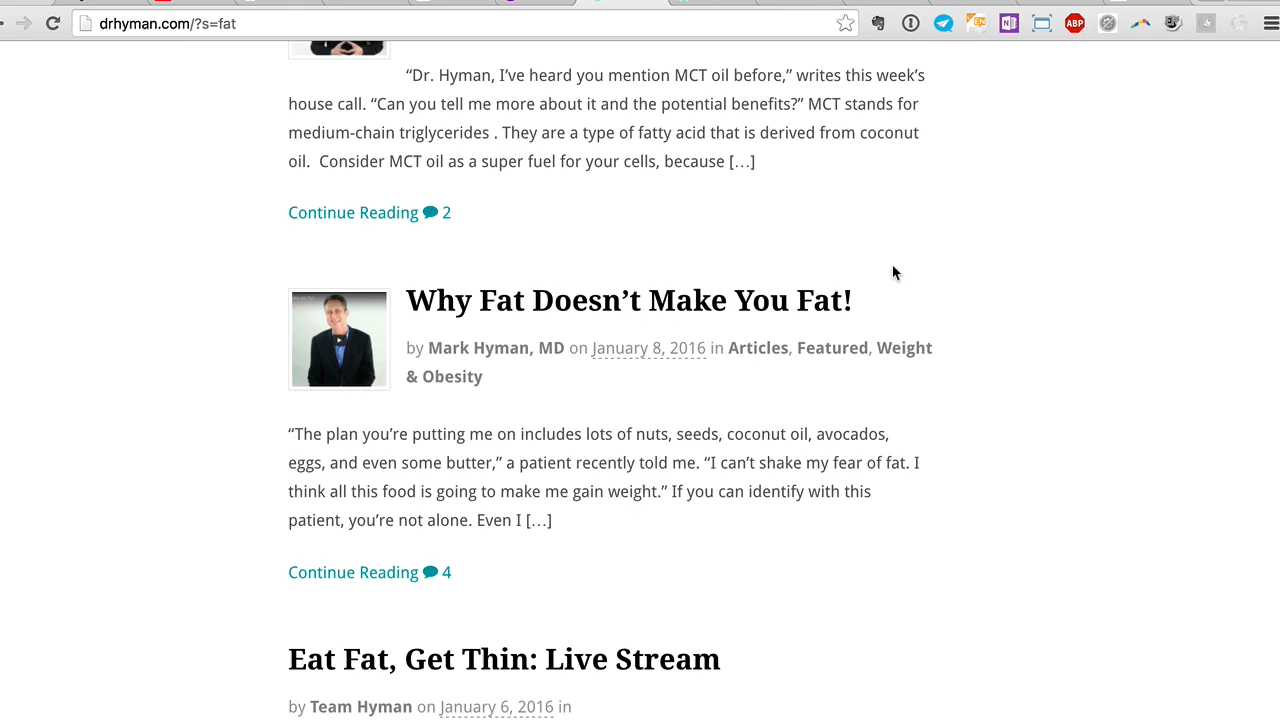 drhyman.com/?s=fat
EN
ABP
“Dr. Hyman, I’ve heard you mention MCT oil before,” writes this week’s
house call. “Can you tell me more about it and the potential benefits?” MCT stands for
medium-chain triglycerides . They are a type of fatty acid that is derived from coconut
oil.  Consider MCT oil as a super fuel for your cells, because […]
Continue Reading 2
Why Fat Doesn’t Make You Fat!
by Mark Hyman, MD on January 8, 2016 in Articles, Featured, Weight
& Obesity
“The plan you’re putting me on includes lots of nuts, seeds, coconut oil, avocados,
eggs, and even some butter,” a patient recently told me. “I can’t shake my fear of fat. I
think all this food is going to make me gain weight.” If you can identify with this
patient, you’re not alone. Even I […]
Continue Reading 4
Eat Fat, Get Thin: Live Stream
by Team Hyman on January 6, 2016 in